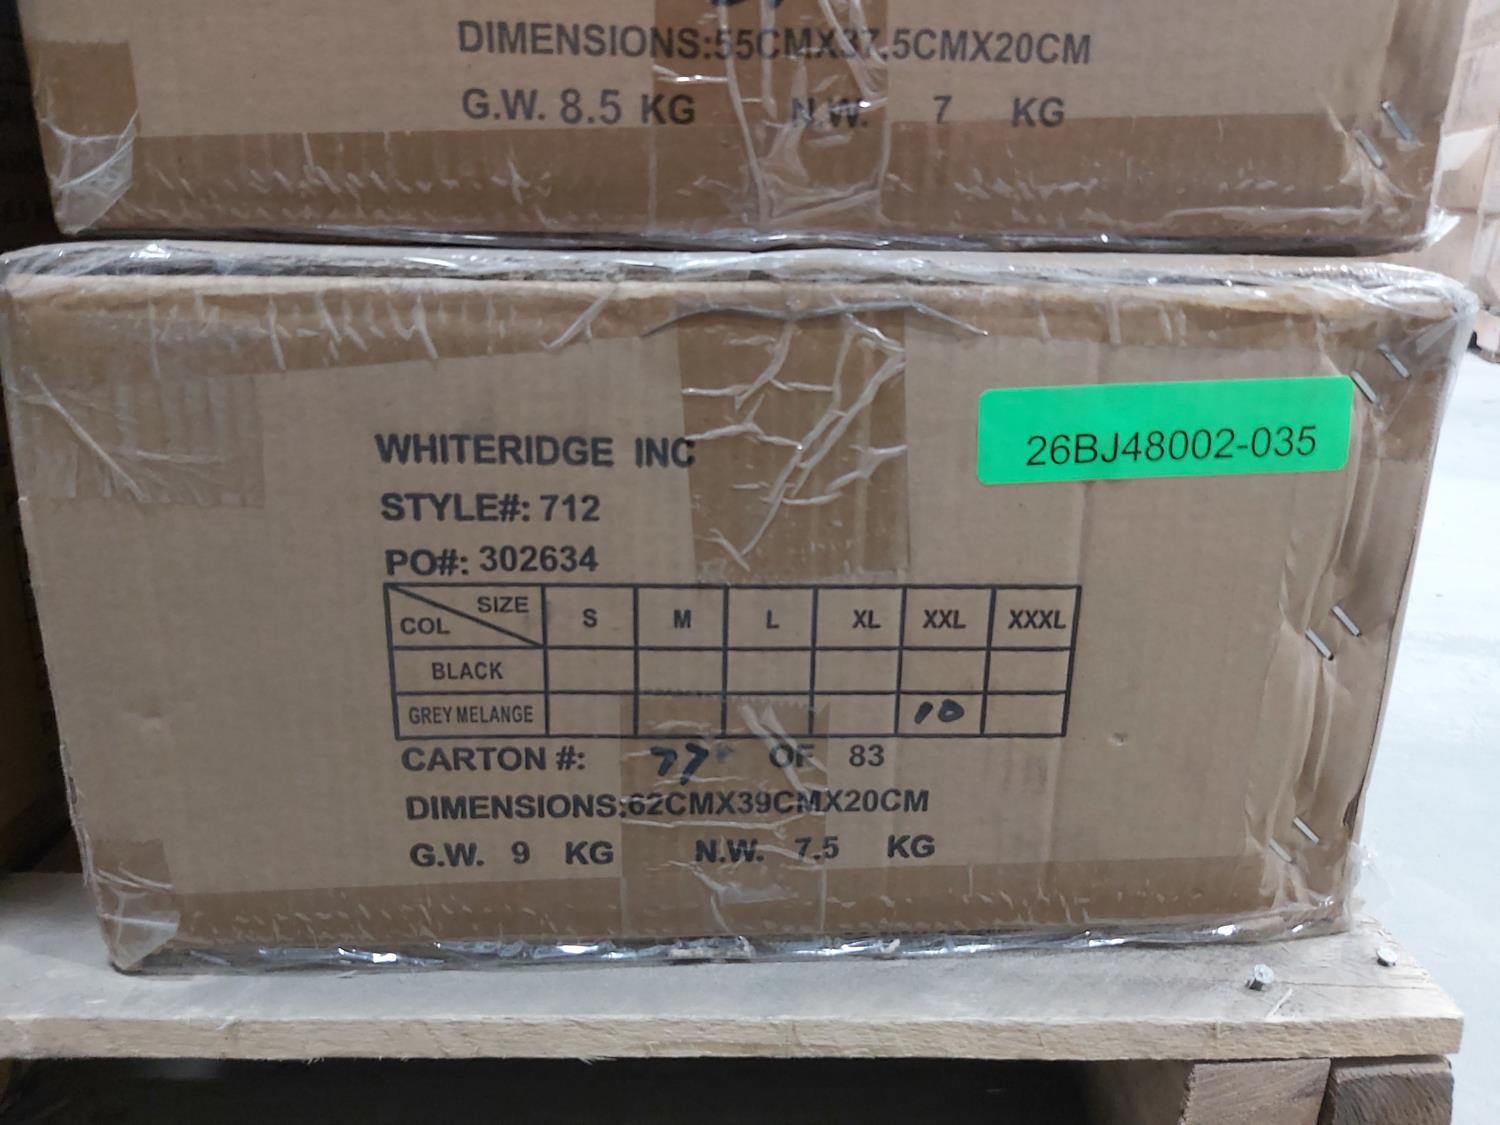 DIMENSIONS:55CMX37.5CMX20CM
G.W. 8.5 KG N.W. 7 KG
WHITERIDGE INC
26BJ48002-035
STYLE#: 712
PO#: 302634
SIZE COL S M L XL XXL XXXL
BLACK
GREY MELANGE 10
CARTON #: 77 OF 83
DIMENSIONS:62CMX39CMX20CM
G.W. 9 KG N.W. 7.5 KG